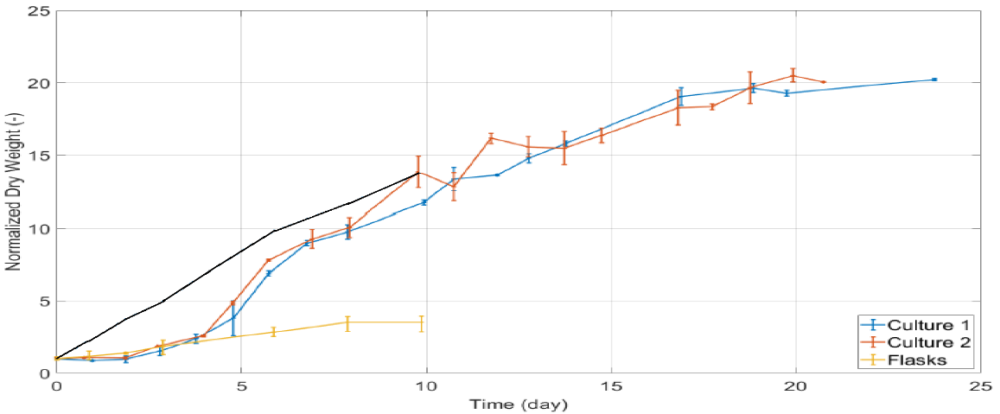 25
20
15
10
5
0
Normalized Dry Weight (-)
0 5 10 15 20 25
Time (day)
Culture 1
Culture 2
Flasks